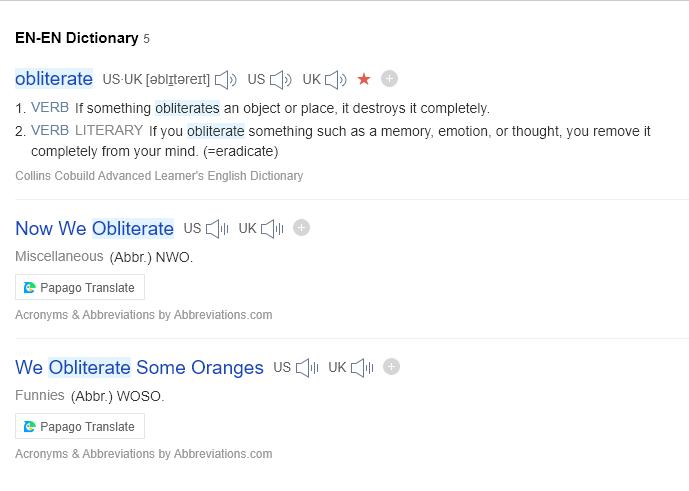 EN-EN Dictionary 5
obliterate US·UK [əblɪtəreɪt] US UK
1. VERB If something obliterates an object or place, it destroys it completely.
2. VERB LITERARY If you obliterate something such as a memory, emotion, or thought, you remove it
completely from your mind. (=eradicate)
Collins Cobuild Advanced Learner's English Dictionary
Now We Obliterate US UK
Miscellaneous (Abbr.) NWO.
Papago Translate
Acronyms & Abbreviations by Abbreviations.com
We Obliterate Some Oranges US UK
Funnies (Abbr.) WOSO.
Papago Translate
Acronyms & Abbreviations by Abbreviations.com